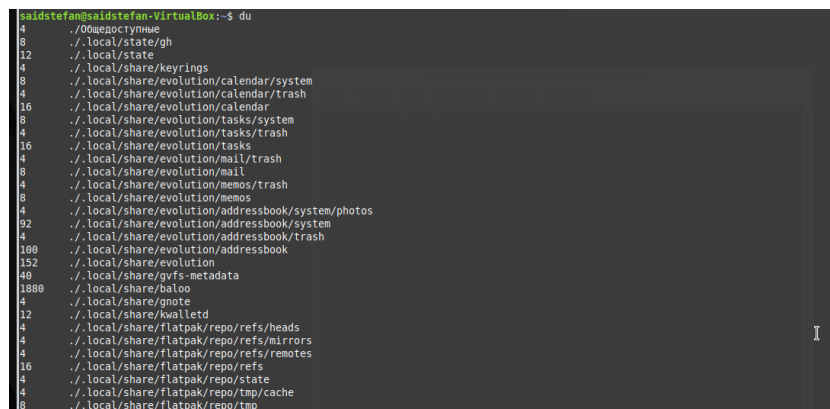 saidstefan@saidstefan-VirtualBox:~$ du
4 ./Общедоступные
8 ./.local/state/gh
12 ./.local/state
4 ./.local/share/keyrings
8 ./.local/share/evolution/calendar/system
4 ./.local/share/evolution/calendar/trash
16 ./.local/share/evolution/calendar
8 ./.local/share/evolution/tasks/system
4 ./.local/share/evolution/tasks/trash
16 ./.local/share/evolution/tasks
4 ./.local/share/evolution/mail/trash
8 ./.local/share/evolution/mail
4 ./.local/share/evolution/memos/trash
8 ./.local/share/evolution/memos
4 ./.local/share/evolution/addressbook/system/photos
92 ./.local/share/evolution/addressbook/system
4 ./.local/share/evolution/addressbook/trash
100 ./.local/share/evolution/addressbook
152 ./.local/share/evolution
40 ./.local/share/gvfs-metadata
1880 ./.local/share/baloo
4 ./.local/share/gnote
12 ./.local/share/kwalletd
4 ./.local/share/flatpak/repo/refs/heads
4 ./.local/share/flatpak/repo/refs/mirrors
4 ./.local/share/flatpak/repo/refs/remotes
16 ./.local/share/flatpak/repo/refs
4 ./.local/share/flatpak/repo/state
4 ./.local/share/flatpak/repo/tmp/cache
8 ./.local/share/flatpak/repo/tmp